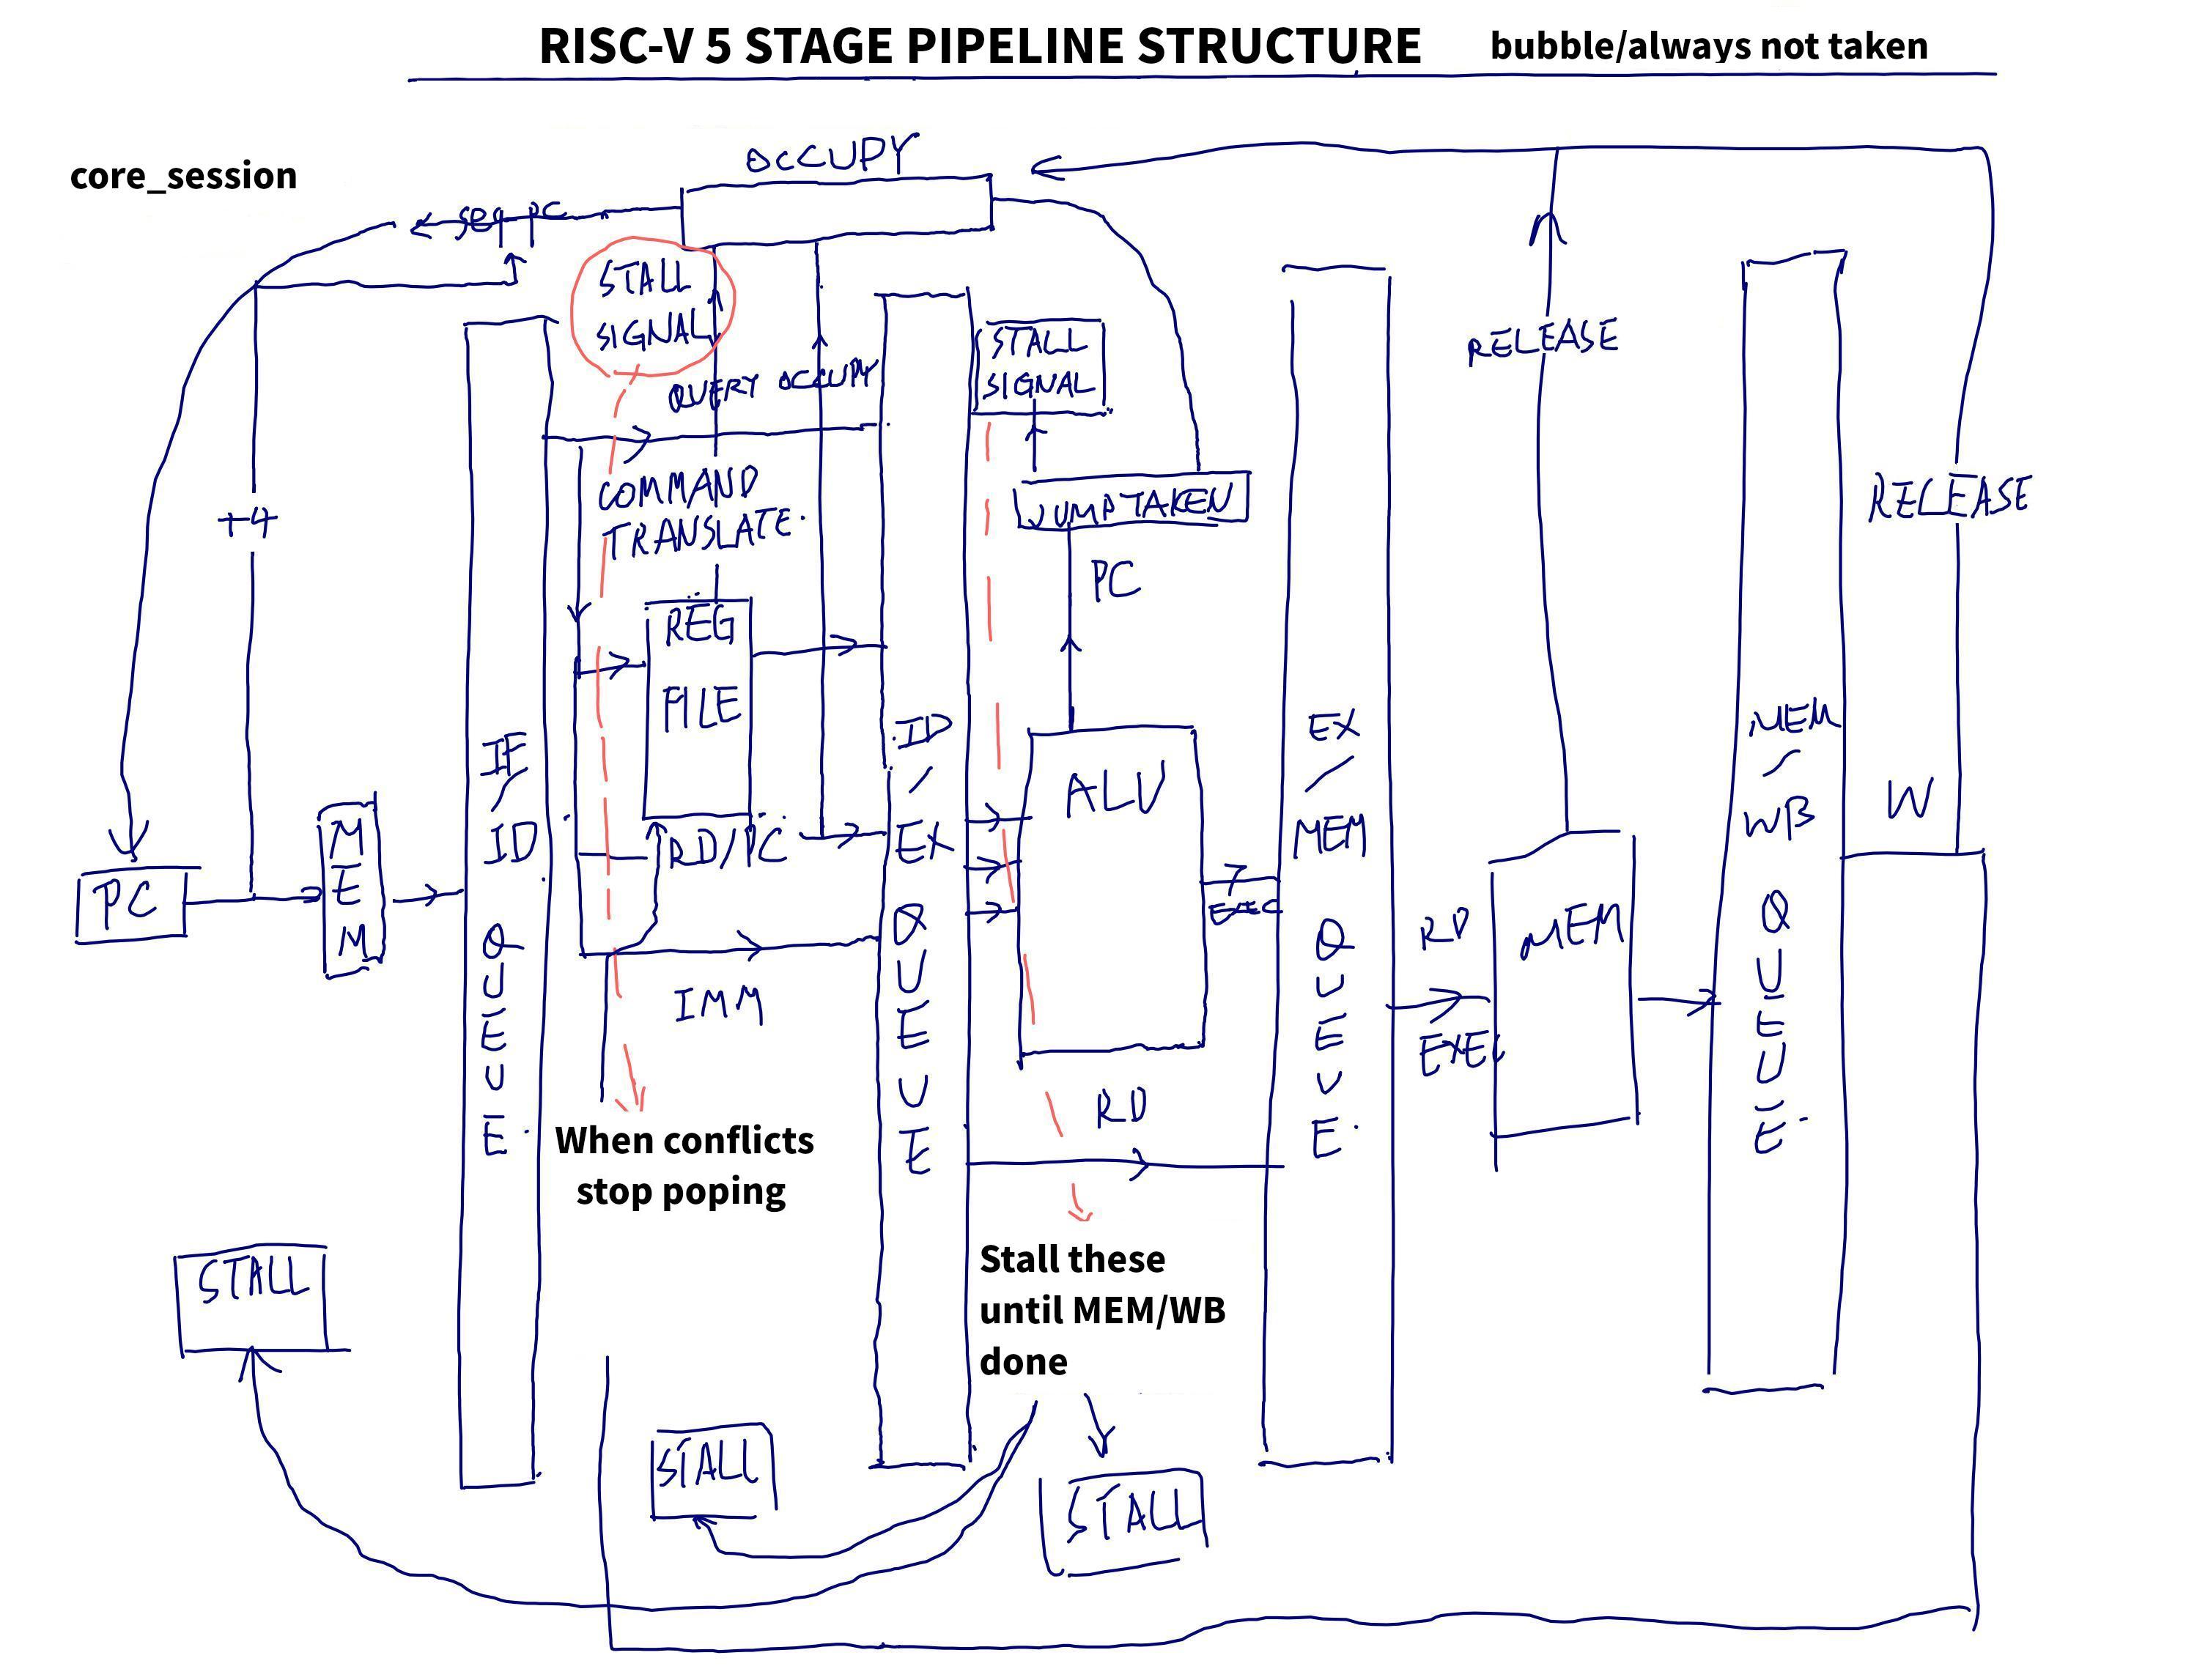 RISC-V 5 STAGE PIPELINE STRUCTURE
bubble/always not taken
core_session
OCCUPY
seq pc
STALL
SIGNAL
QUERY
OCCUPY
STALL
SIGNAL
RELEASE
COMMAND
TRANSLATE.
JUMP TAKEN
RELEASE
+4
PC
REG
FILE
IF
/
ID
QUEUE.
ID
/
EX
QUEUE
ALU
EX
/
MEM
QUEUE.
MEM
/
WB
QUEUE.
W
PC
MEM
RD/PC
EXEC
RD
EXEC
MEM
IMM
RD
When conflicts
stop poping
Stall these
until MEM/WB
done
STALL
STALL
STALL